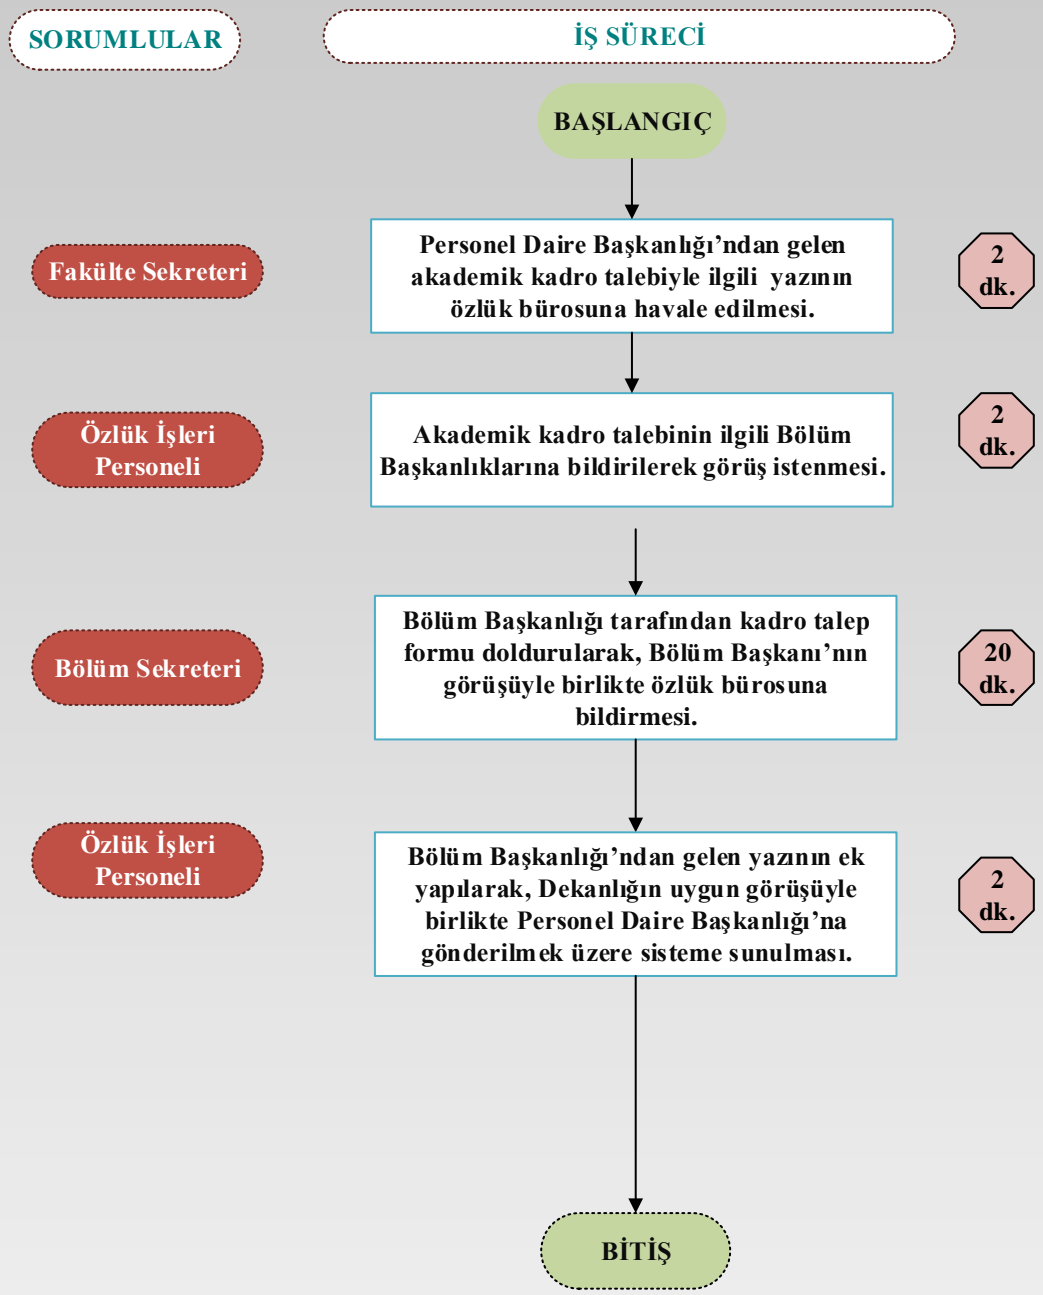 SORUMLULAR
İŞ SÜRECİ
BAŞLANGIÇ
Fakülte Sekreteri
Personel Daire Başkanlığı’ndan gelen
akademik kadro talebiyle ilgili yazının
özlük bürosuna havale edilmesi.
2
dk.
Özlük İşleri
Personeli
Akademik kadro talebinin ilgili Bölüm
Başkanlıklarına bildirilerek görüş istenmesi.
2
dk.
Bölüm Sekreteri
Bölüm Başkanlığı tarafından kadro talep
formu doldurularak, Bölüm Başkanı’nın
görüşüyle birlikte özlük bürosuna
bildirmesi.
20
dk.
Özlük İşleri
Personeli
Bölüm Başkanlığı’ndan gelen yazının ek
yapılarak, Dekanlığın uygun görüşüyle
birlikte Personel Daire Başkanlığı’na
gönderilmek üzere sisteme sunulması.
2
dk.
BİTİŞ